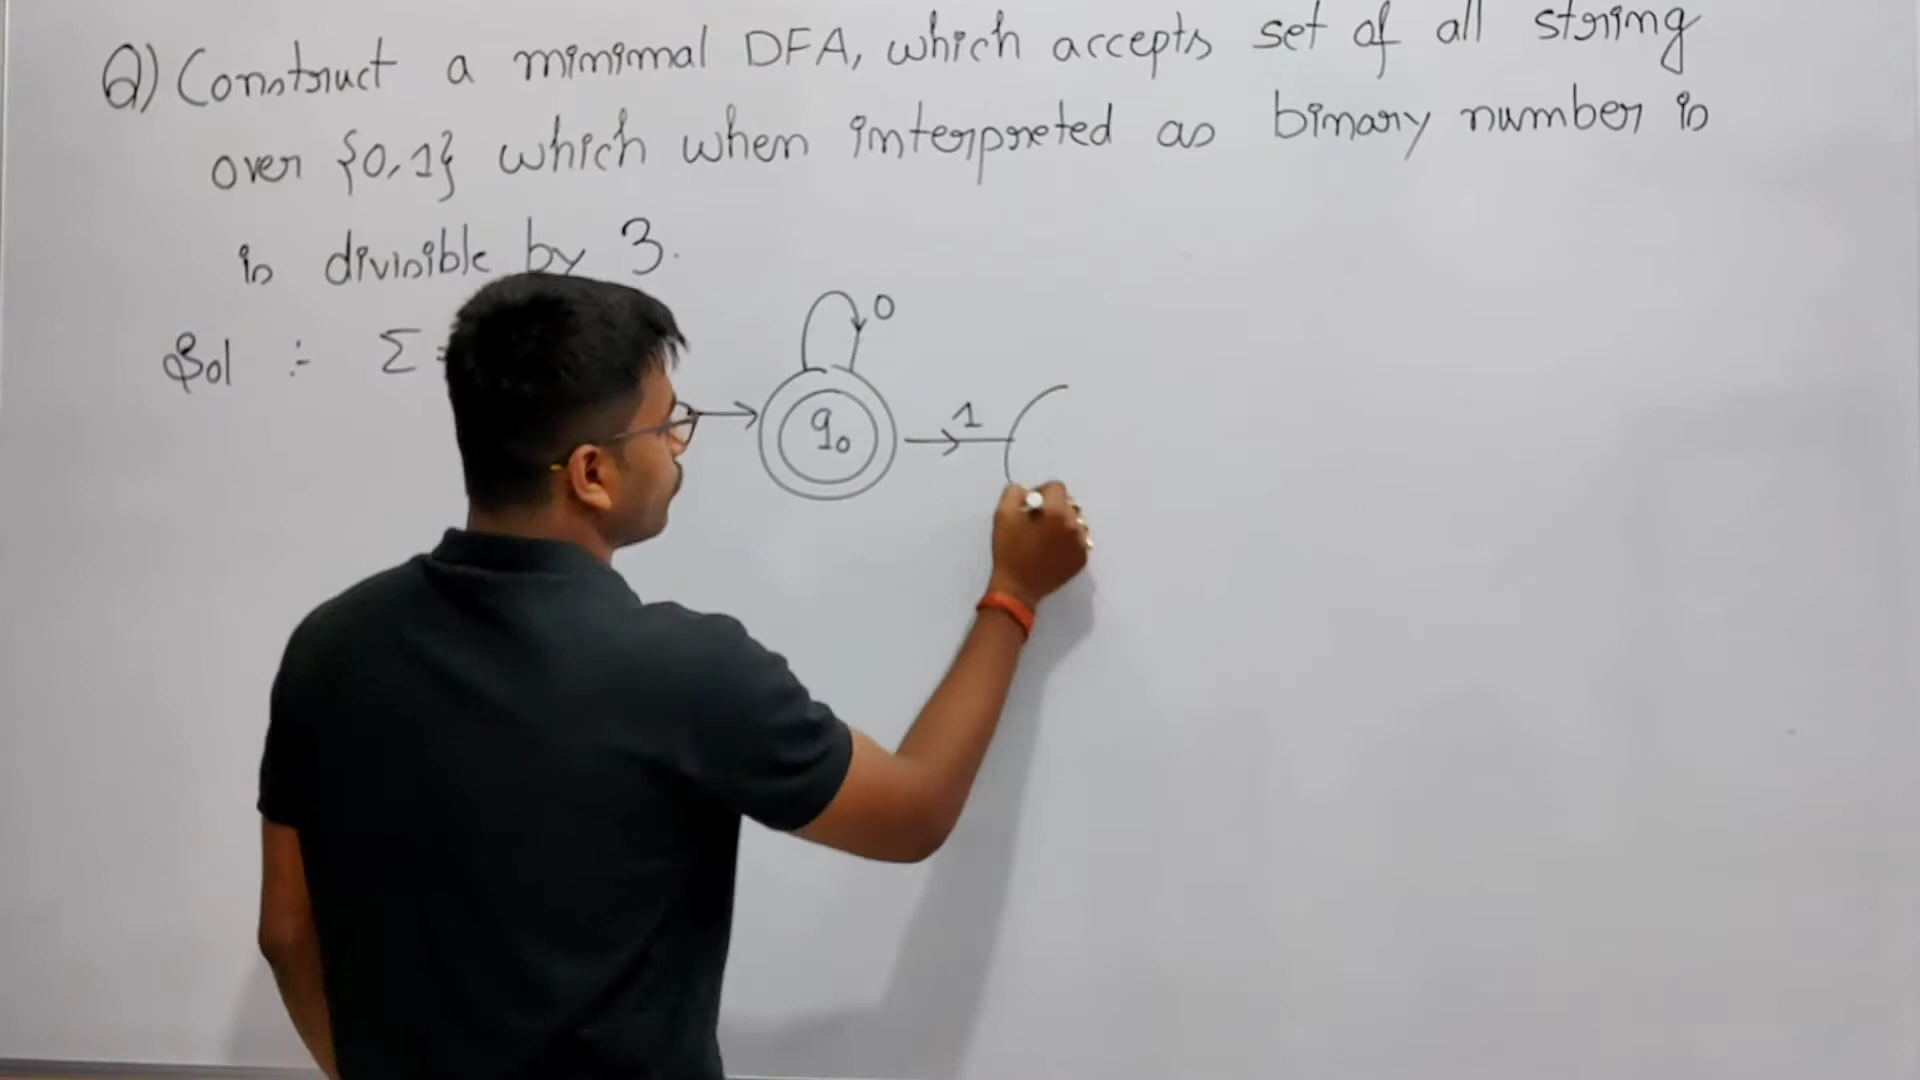 Q) Construct a minimal DFA, which accepts set of all string
over {0,1} which when interpreted as binary number is
is divisible by 3.
Sol :- Σ =
0
q0
1